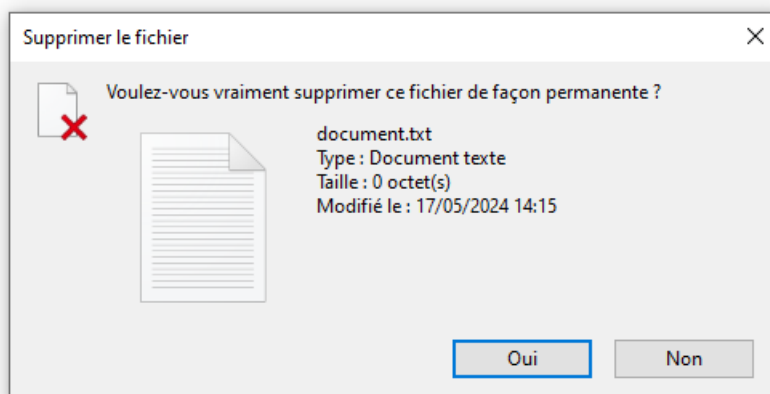 Supprimer le fichier
Voulez-vous vraiment supprimer ce fichier de façon permanente ?
document.txt
Type : Document texte
Taille : 0 octet(s)
Modifié le : 17/05/2024 14:15
Oui
Non